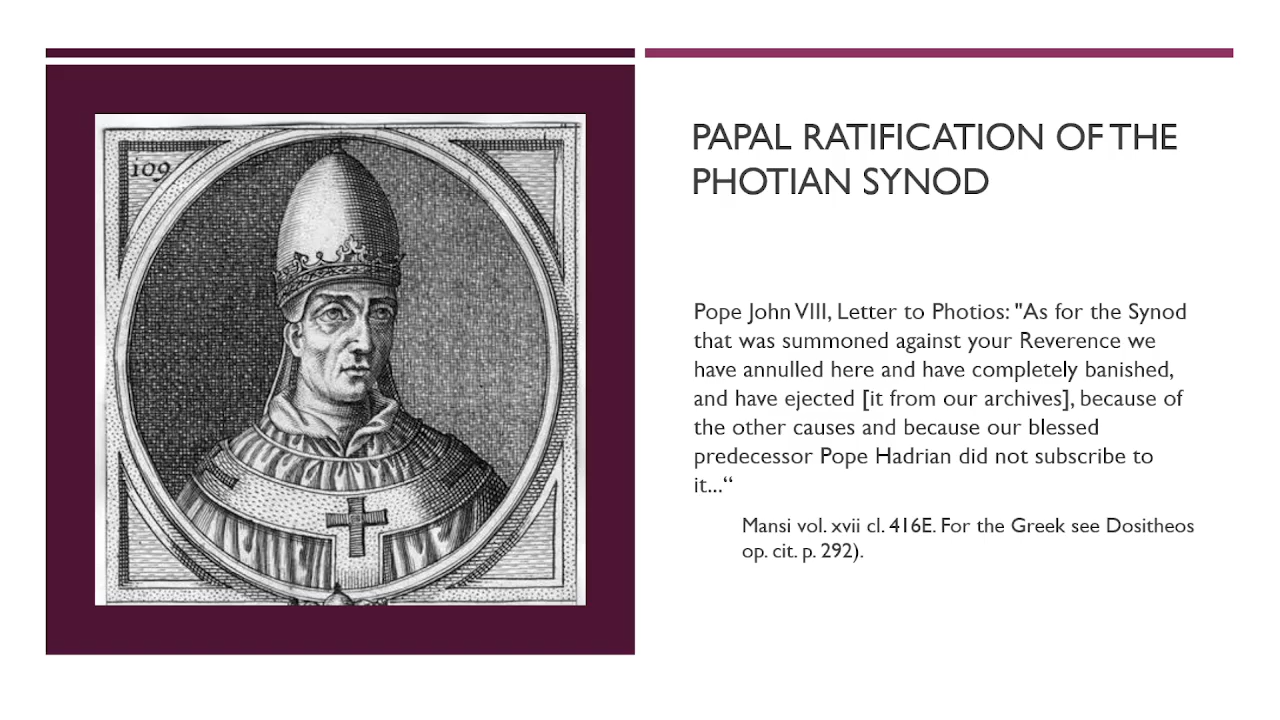 109
PAPAL RATIFICATION OF THE
PHOTIAN SYNOD
Pope John VIII, Letter to Photios: "As for the Synod
that was summoned against your Reverence we
have annulled here and have completely banished,
and have ejected [it from our archives], because of
the other causes and because our blessed
predecessor Pope Hadrian did not subscribe to
it...“
Mansi vol. xvii cl. 416E. For the Greek see Dositheos
op. cit. p. 292).